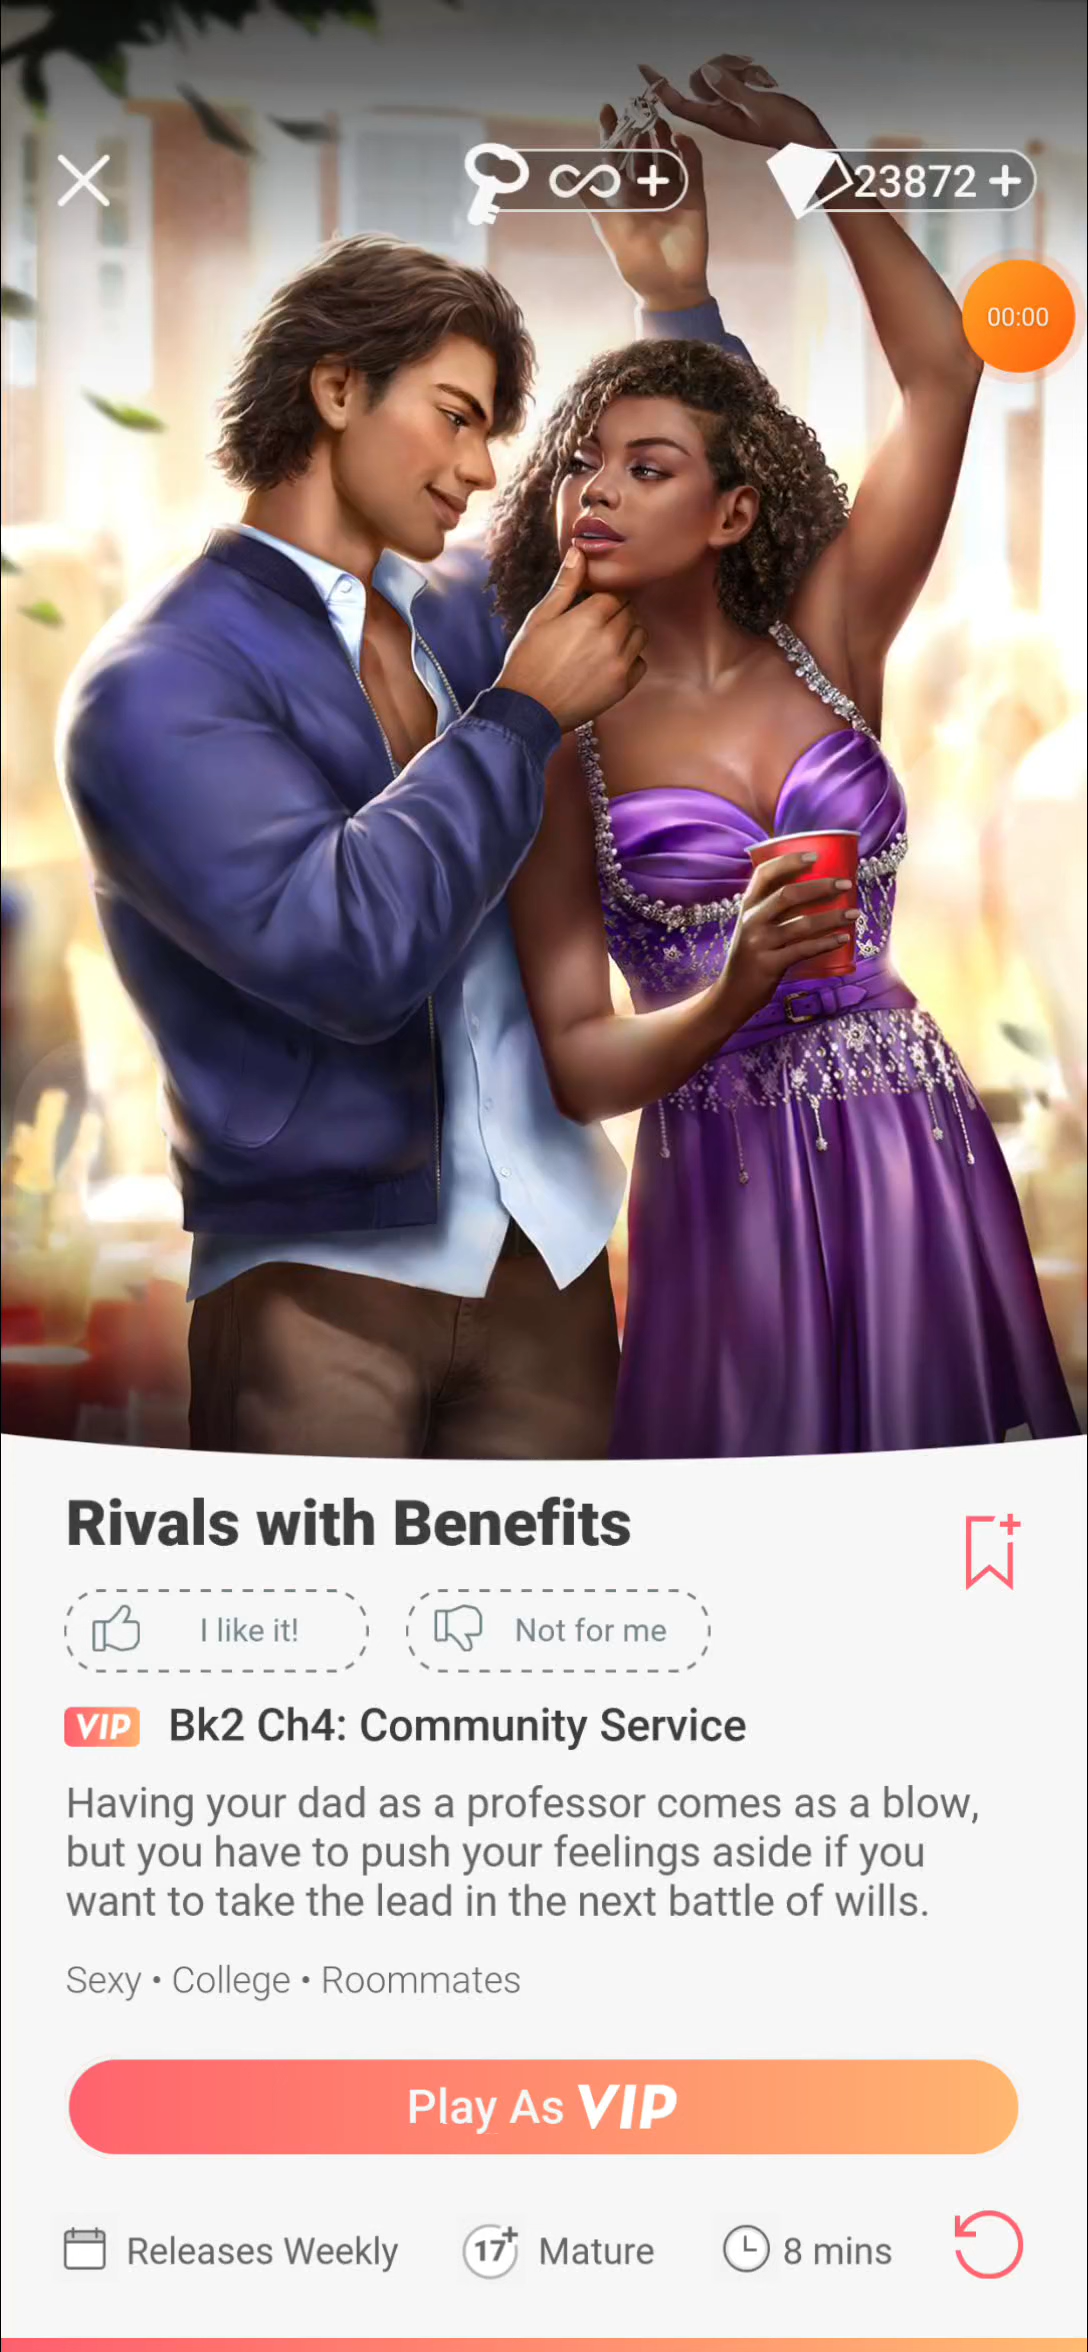 ∞ +
23872 +
00:00
Rivals with Benefits
I like it!
Not for me
VIP Bk2 Ch4: Community Service
Having your dad as a professor comes as a blow,
but you have to push your feelings aside if you
want to take the lead in the next battle of wills.
Sexy • College • Roommates
Play As VIP
Releases Weekly
17+ Mature
8 mins